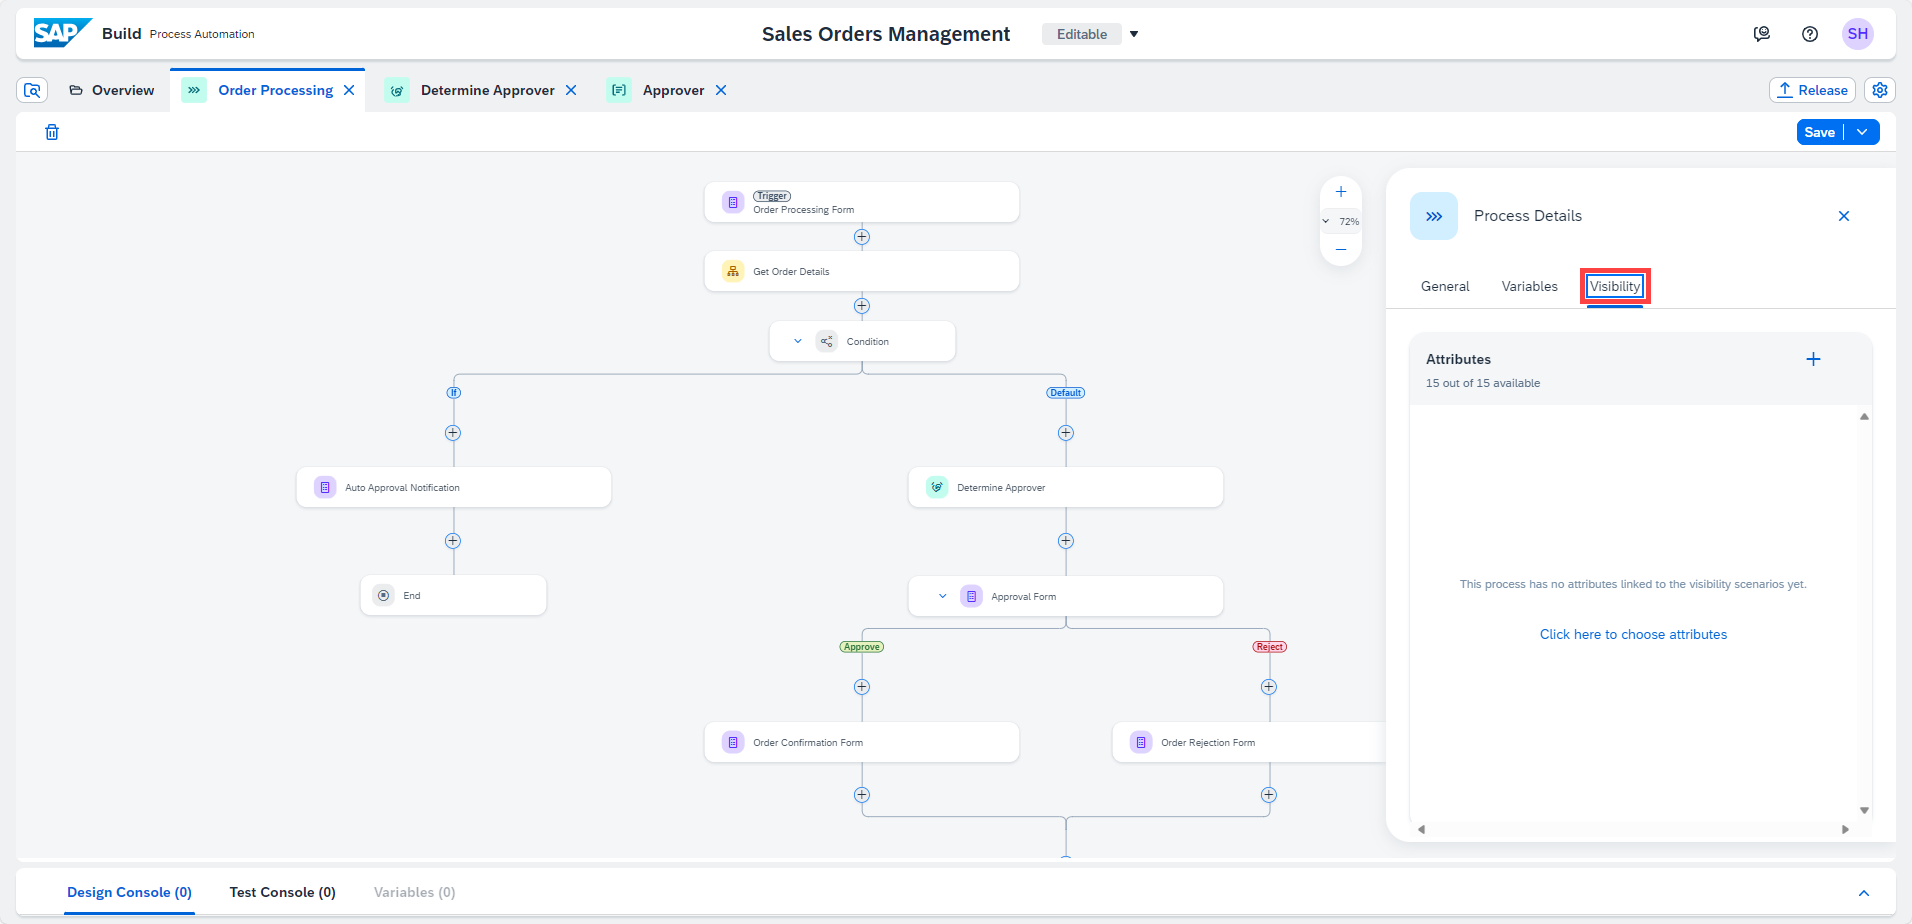 SAP Build Process Automation
Sales Orders Management Editable
SH
Overview Order Processing Determine Approver Approver Release
Save
Trigger
Order Processing Form
72%
Get Order Details
Condition
If
Default
Auto Approval Notification
Determine Approver
End
Approval Form
Approve
Reject
Order Confirmation Form
Order Rejection Form
Process Details
General Variables Visibility
Attributes
15 out of 15 available
This process has no attributes linked to the visibility scenarios yet.
Click here to choose attributes
Design Console (0) Test Console (0) Variables (0)